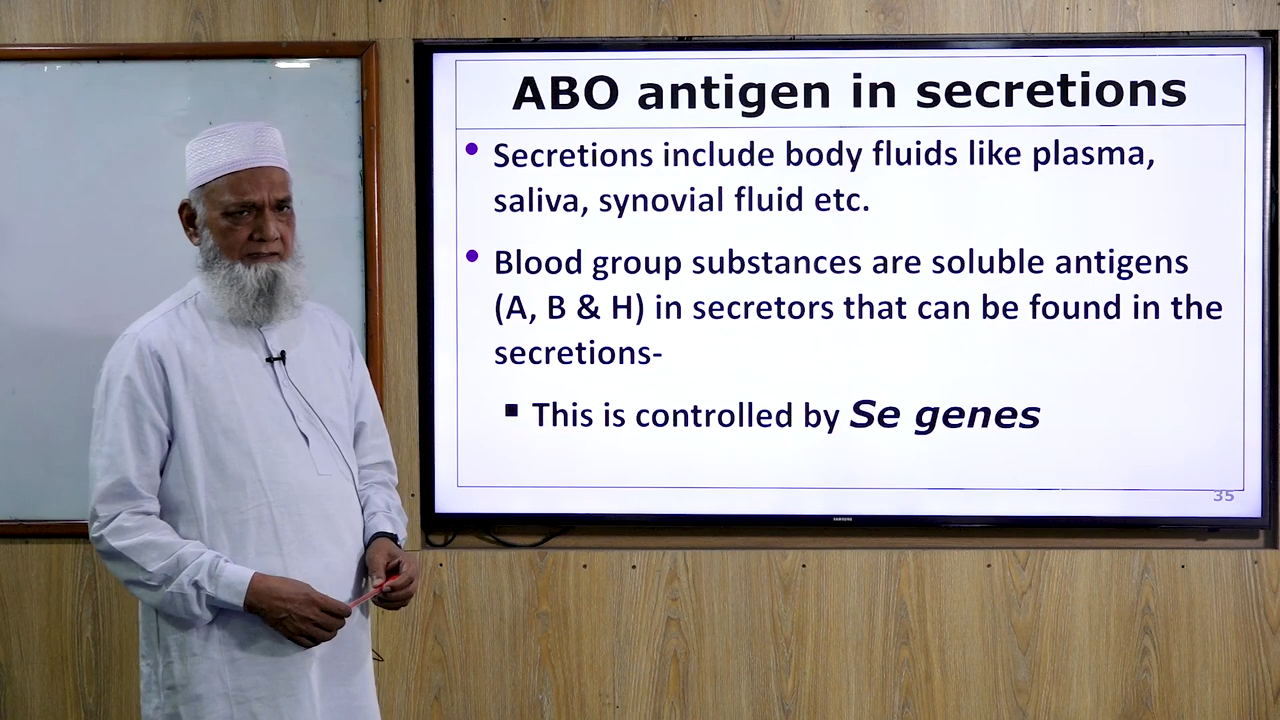 ABO antigen in secretions
• Secretions include body fluids like plasma,
saliva, synovial fluid etc.
• Blood group substances are soluble antigens
(A, B & H) in secretors that can be found in the
secretions-
▪ This is controlled by Se genes
35
SAMSUNG